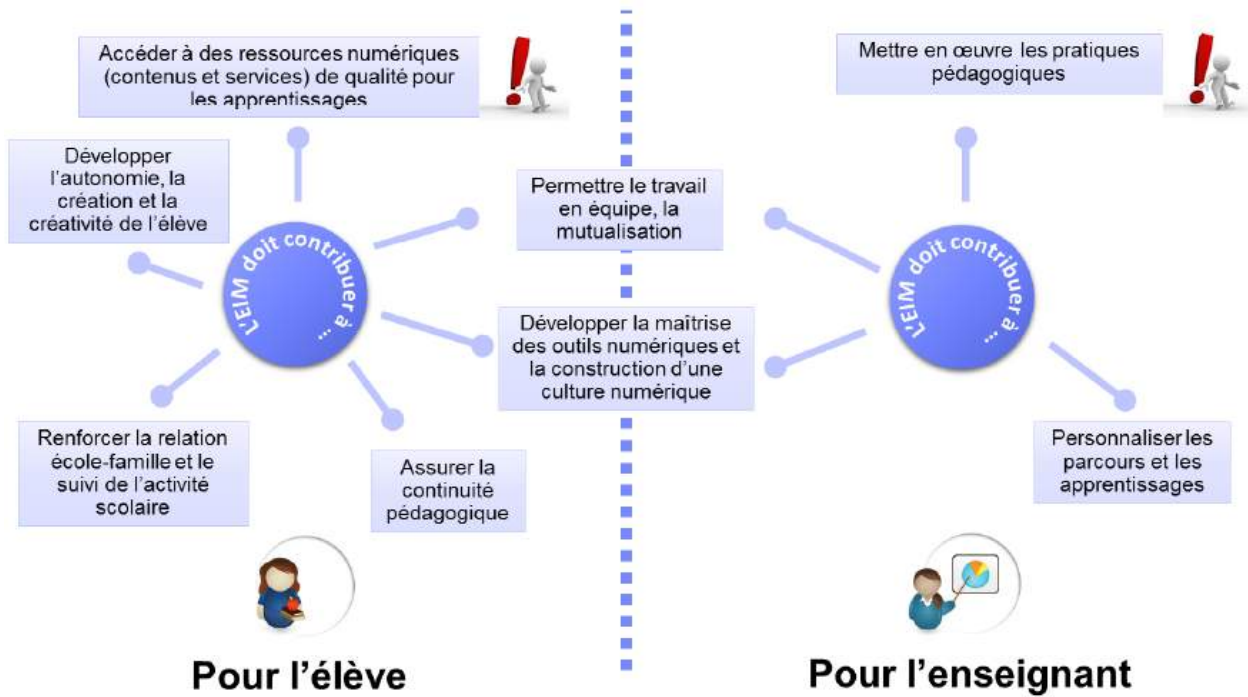 Accéder à des ressources numériques
(contenus et services) de qualité pour
les apprentissages
Développer
l'autonomie, la
création et la
créativité de l'élève
L'EIM doit contribuer à ...
Renforcer la relation
école-famille et le
suivi de l'activité
scolaire
Assurer la
continuité
pédagogique
Permettre le travail
en équipe, la
mutualisation
Développer la maîtrise
des outils numériques et
la construction d'une
culture numérique
Mettre en œuvre les pratiques
pédagogiques
L'EIM doit contribuer à ...
Personnaliser les
parcours et les
apprentissages
Pour l'élève
Pour l'enseignant